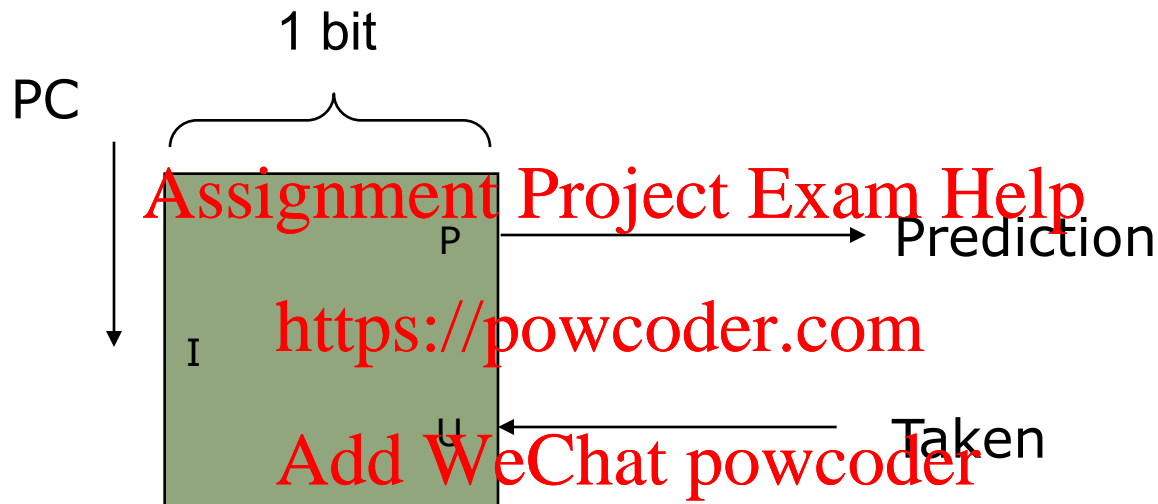 1 bit
PC
Assignment Project Exam Help
P
Prediction
https://powcoder.com
I
U
Taken
Add WeChat powcoder